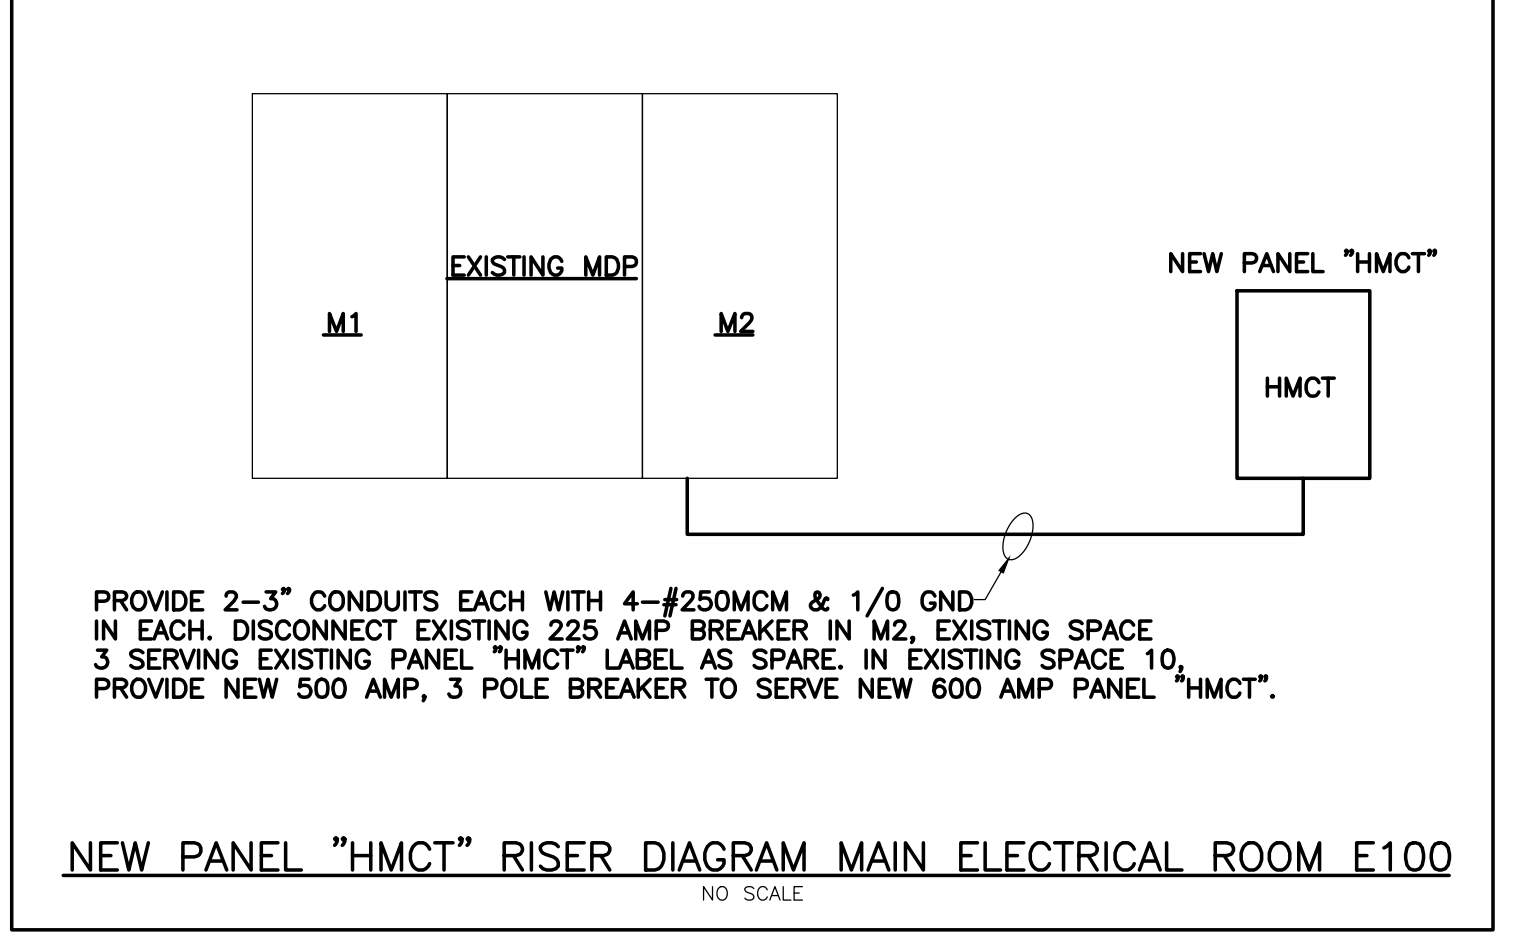 EXISTING MDP
M1
M2
NEW PANEL "HMCT"
HMCT
PROVIDE 2-3" CONDUITS EACH WITH 4-#250MCM & 1/0 GND
IN EACH. DISCONNECT EXISTING 225 AMP BREAKER IN M2, EXISTING SPACE
3 SERVING EXISTING PANEL "HMCT" LABEL AS SPARE. IN EXISTING SPACE 10,
PROVIDE NEW 500 AMP, 3 POLE BREAKER TO SERVE NEW 600 AMP PANEL "HMCT".
NEW PANEL "HMCT" RISER DIAGRAM MAIN ELECTRICAL ROOM E100
NO SCALE